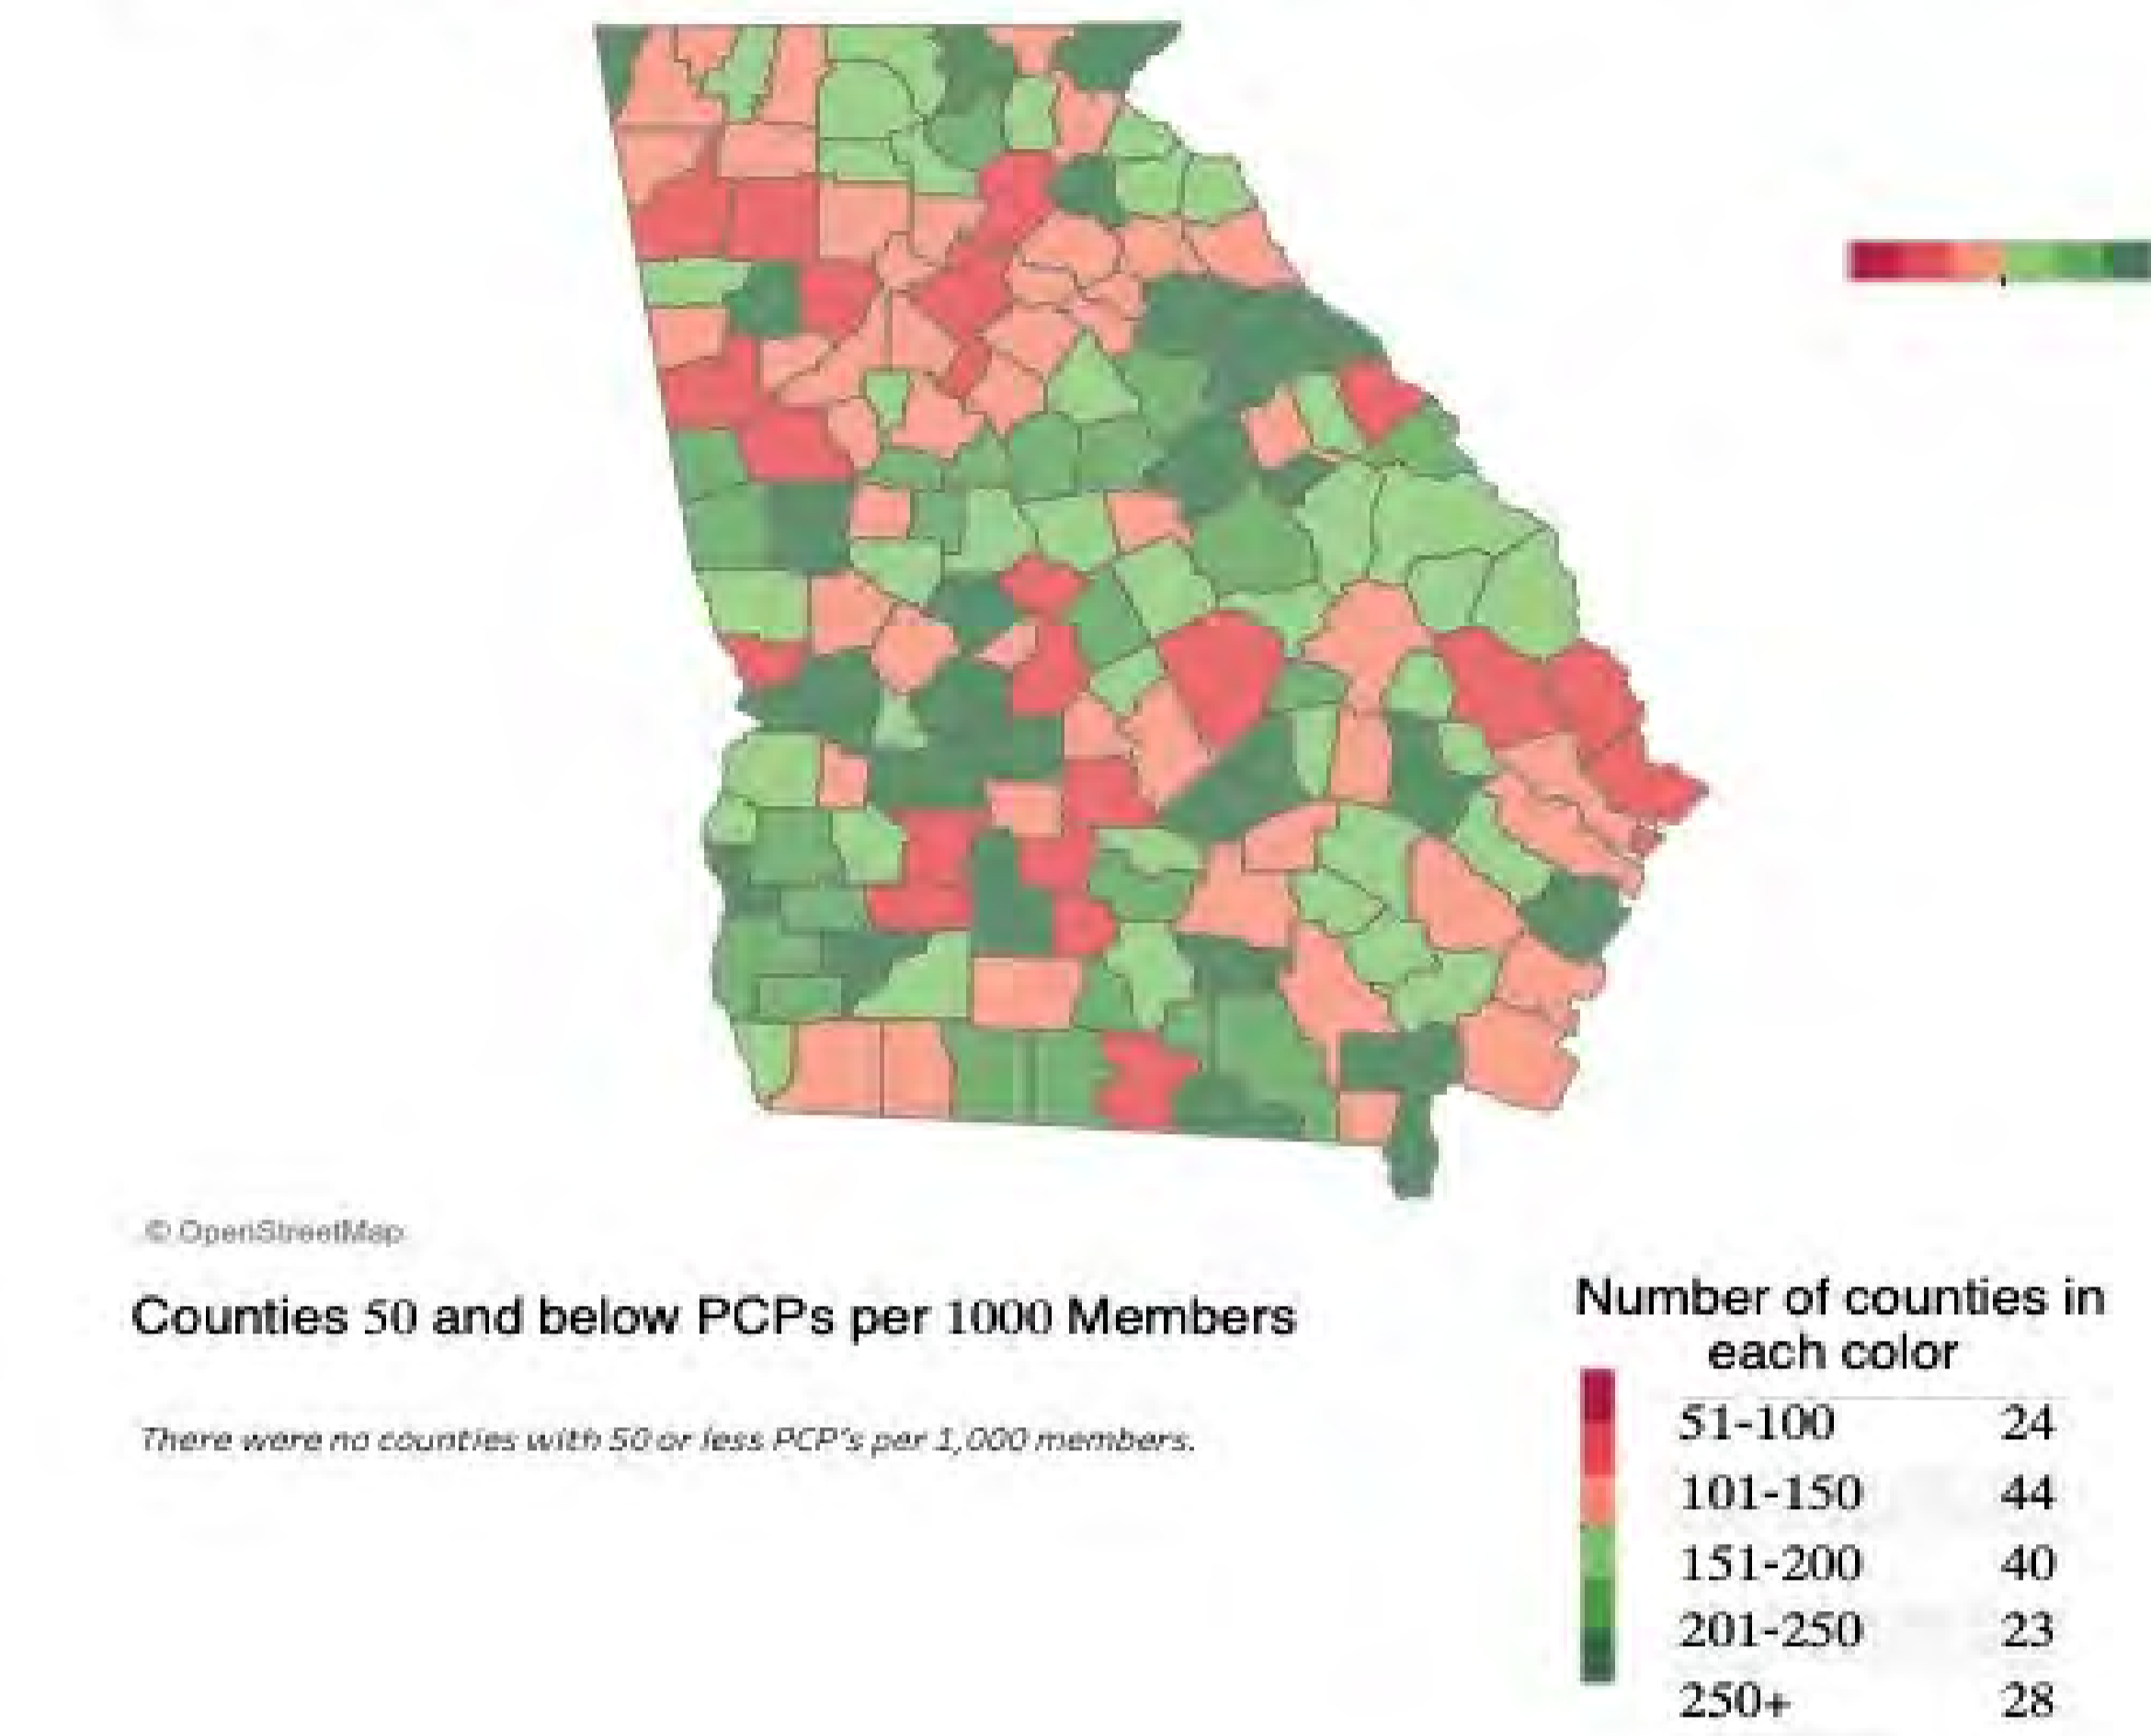 © OpenStreetMap
Counties 50 and below PCPs per 1000 Members
There were no counties with 50 or less PCP's per 1,000 members.
Number of counties in
each color
51-100 24
101-150 44
151-200 40
201-250 23
250+ 28